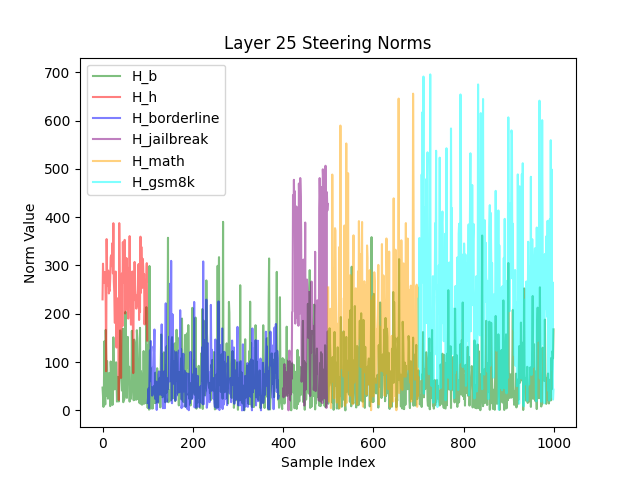 Layer 25 Steering Norms
H_b
H_h
H_borderline
H_jailbreak
H_math
H_gsm8k
Norm Value
700
600
500
400
300
200
100
0
0 200 400 600 800 1000
Sample Index